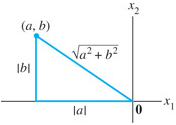 x₂
(a, b)
√a² + b²
|b|
|a|
0
x₁